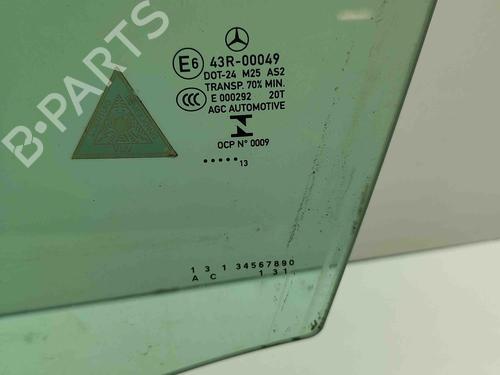 E6 43R-00049
DOT-24 M25 AS2
TRANSP. 70% MIN.
CCC E 000292 20T
AGC AUTOMOTIVE
OCP N° 0009
..... 13
1 3 1 34567890
A C 1 3 1
B-PARTS